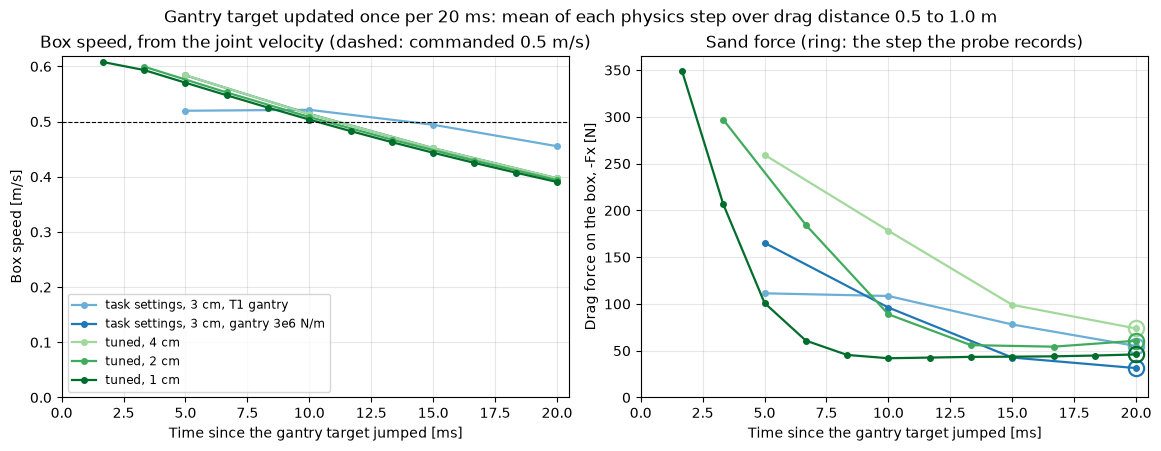 Gantry target updated once per 20 ms: mean of each physics step over drag distance 0.5 to 1.0 m
Box speed, from the joint velocity (dashed: commanded 0.5 m/s)
Box speed [m/s]
0.6
0.5
0.4
0.3
0.2
0.1
0.0
task settings, 3 cm, T1 gantry
task settings, 3 cm, gantry 3e6 N/m
tuned, 4 cm
tuned, 2 cm
tuned, 1 cm
0.0 2.5 5.0 7.5 10.0 12.5 15.0 17.5 20.0
Time since the gantry target jumped [ms]
Sand force (ring: the step the probe records)
Drag force on the box, -Fx [N]
350
300
250
200
150
100
50
0
0.0 2.5 5.0 7.5 10.0 12.5 15.0 17.5 20.0
Time since the gantry target jumped [ms]